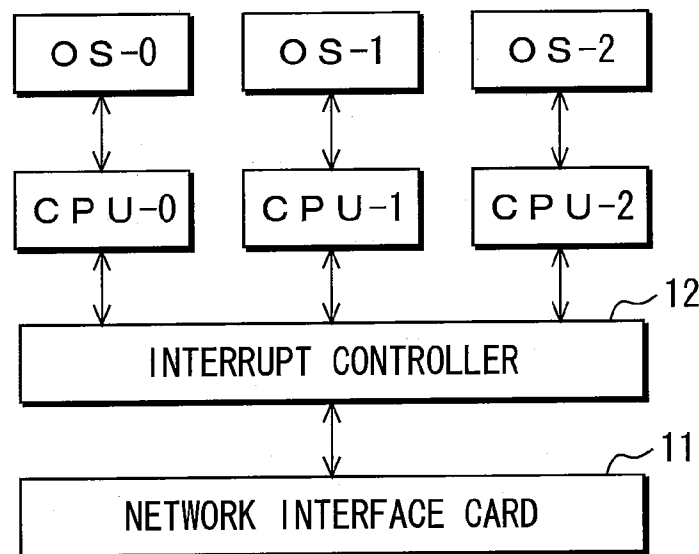 OS-0 OS-1 OS-2
CPU-0 CPU-1 CPU-2
12
INTERRUPT CONTROLLER
11
NETWORK INTERFACE CARD